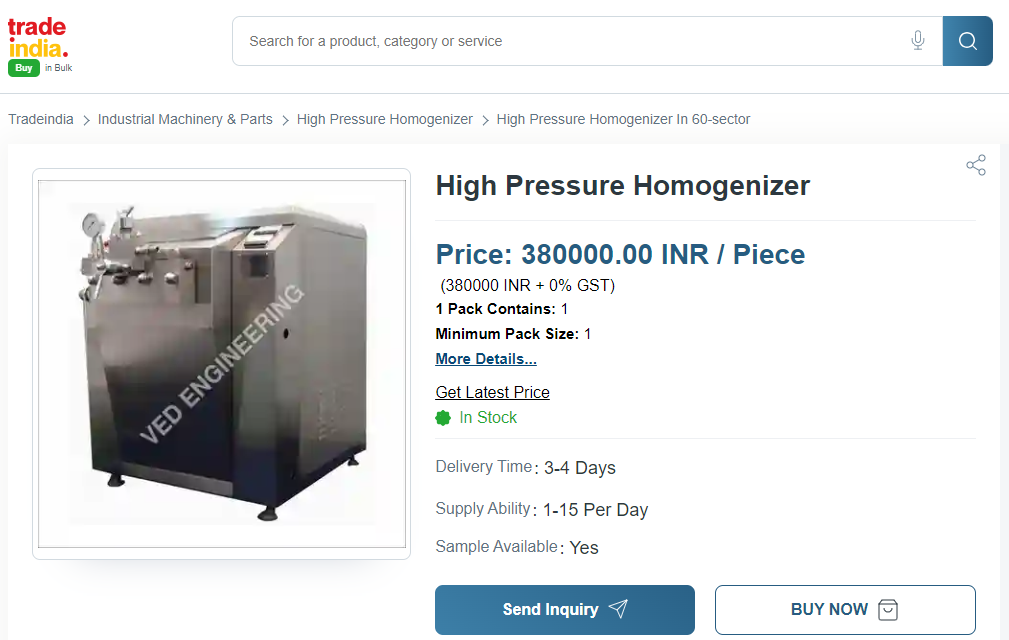 trade
india.
Buy in Bulk
Search for a product, category or service
Tradeindia > Industrial Machinery & Parts > High Pressure Homogenizer > High Pressure Homogenizer In 60-sector
VED ENGINEERING
High Pressure Homogenizer
Price: 380000.00 INR / Piece
(380000 INR + 0% GST)
1 Pack Contains: 1
Minimum Pack Size: 1
More Details...
Get Latest Price
In Stock
Delivery Time : 3-4 Days
Supply Ability : 1-15 Per Day
Sample Available : Yes
Send Inquiry
BUY NOW